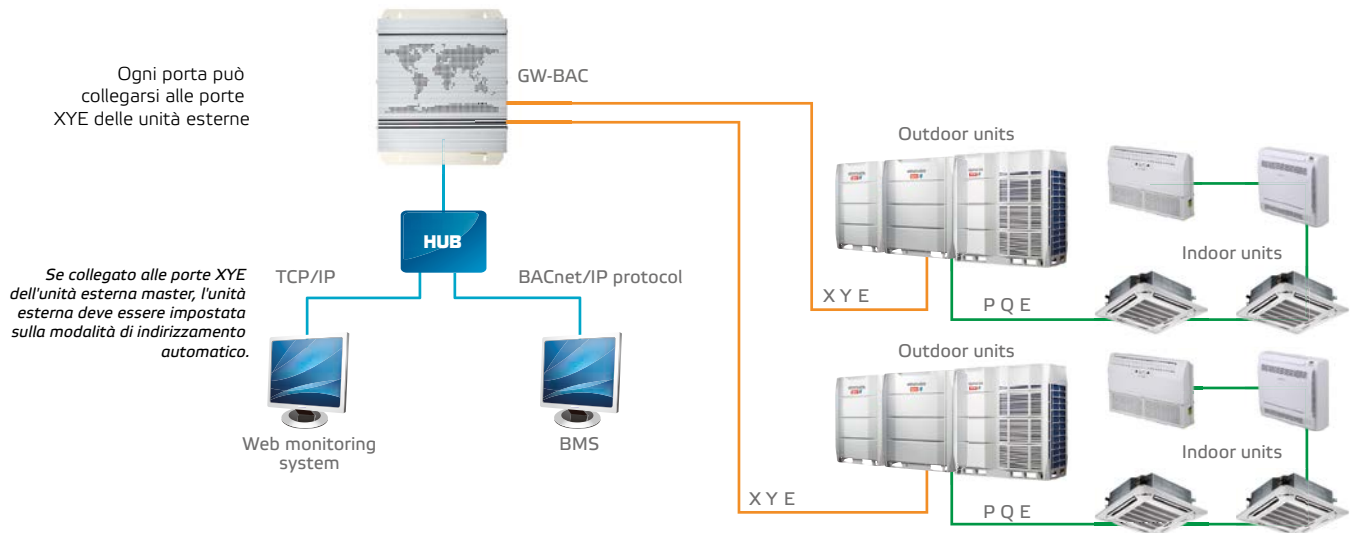 Ogni porta può
collegarsi alle porte
XYE delle unità esterne
GW-BAC
HUB
Se collegato alle porte XYE
dell'unità esterna master, l'unità
esterna deve essere impostata
sulla modalità di indirizzamento
automatico.
TCP/IP
BACnet/IP protocol
Web monitoring
system
BMS
Outdoor units
Indoor units
X Y E
P Q E
Outdoor units
Indoor units
X Y E
P Q E